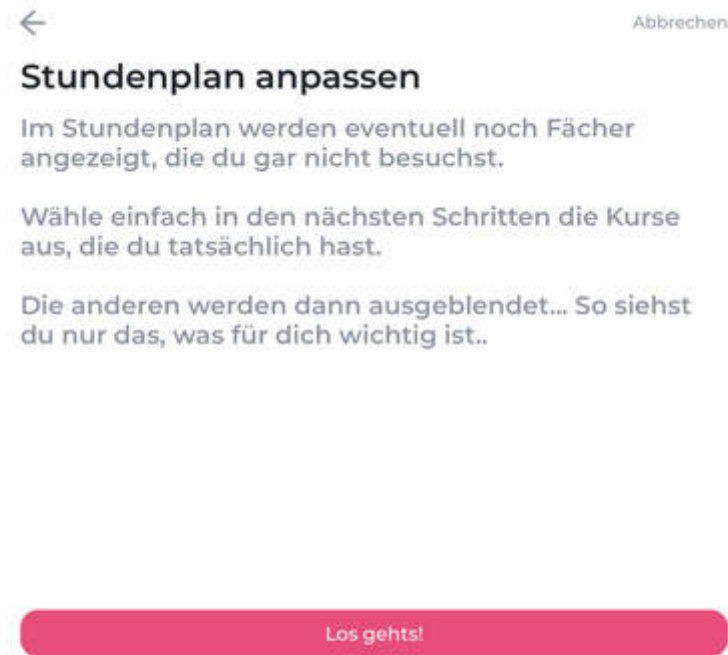 Abbrechen
Stundenplan anpassen
Im Stundenplan werden eventuell noch Fächer
angezeigt, die du gar nicht besuchst.
Wähle einfach in den nächsten Schritten die Kurse
aus, die du tatsächlich hast.
Die anderen werden dann ausgeblendet... So siehst
du nur das, was für dich wichtig ist..
Los gehts!